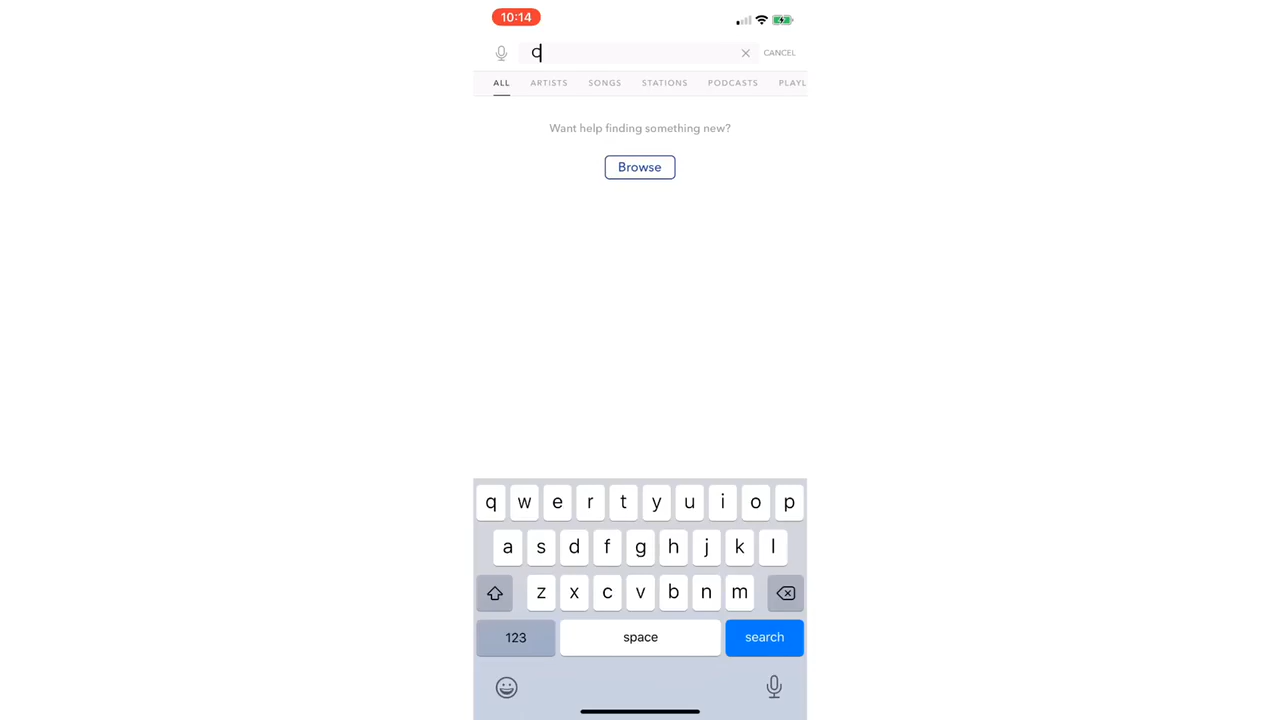 10:14
c CANCEL
ALL ARTISTS SONGS STATIONS PODCASTS PLAYL
Want help finding something new?
Browse
q w e r t y u i o p
a s d f g h j k l
z x c v b n m
123 space search